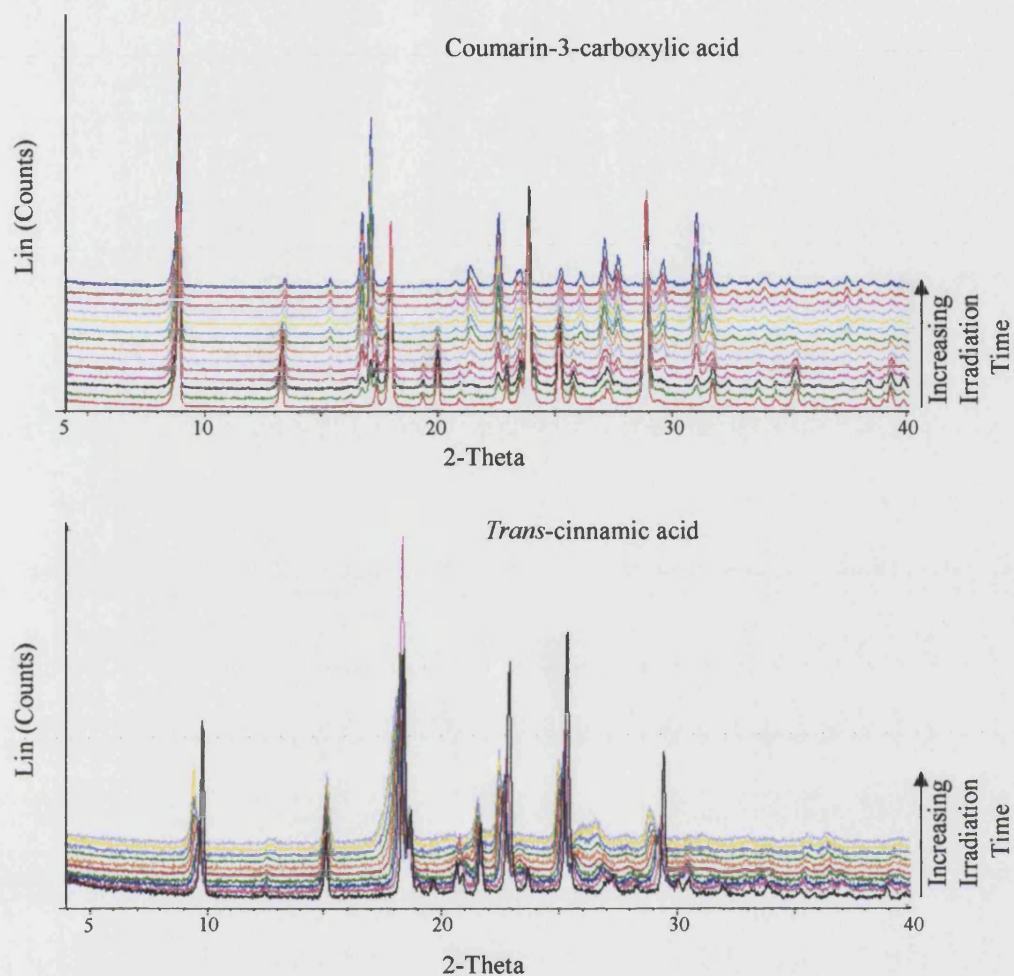 Coumarin-3-carboxylic acid
Lin (Counts)
Increasing
Irradiation
Time
5
10
20
30
40
2-Theta
Trans-cinnamic acid
Lin (Counts)
Increasing
Irradiation
Time
5
10
20
30
40
2-Theta